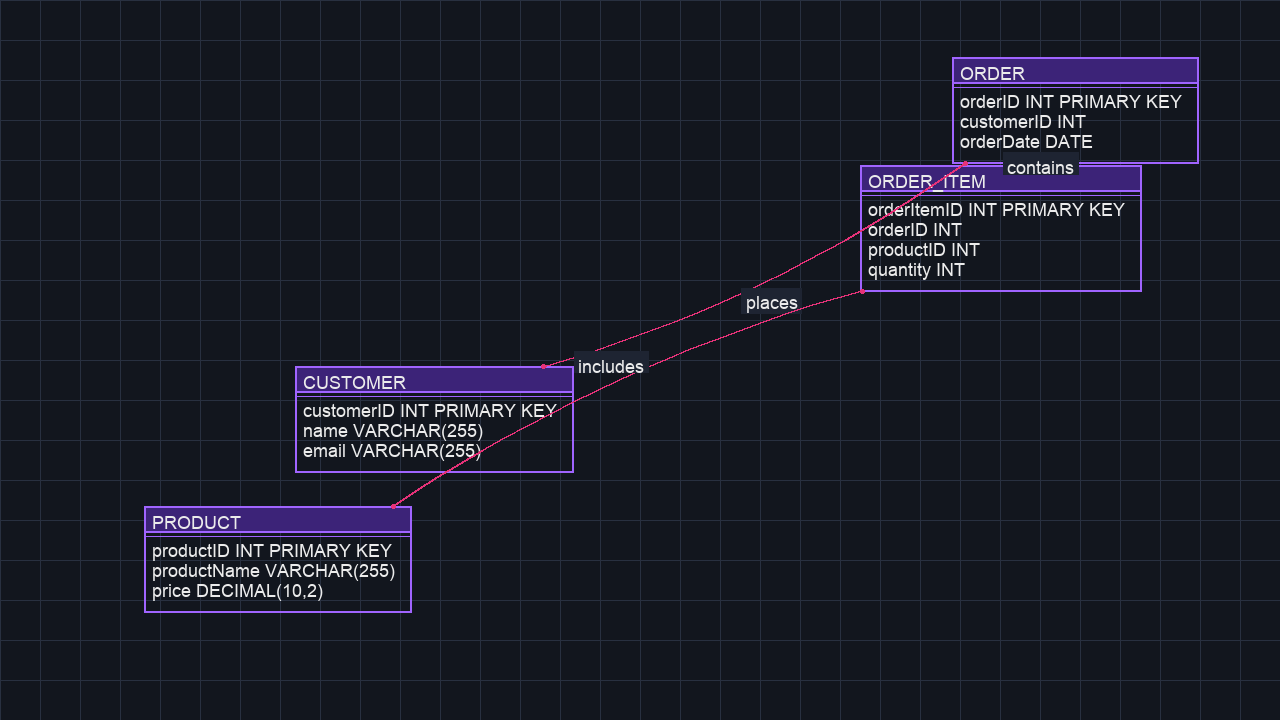 ORDER
orderID INT PRIMARY KEY
customerID INT
orderDate DATE
contains
ORDER_ITEM
orderItemID INT PRIMARY KEY
orderID INT
productID INT
quantity INT
places
includes
CUSTOMER
customerID INT PRIMARY KEY
name VARCHAR(255)
email VARCHAR(255)
PRODUCT
productID INT PRIMARY KEY
productName VARCHAR(255)
price DECIMAL(10,2)